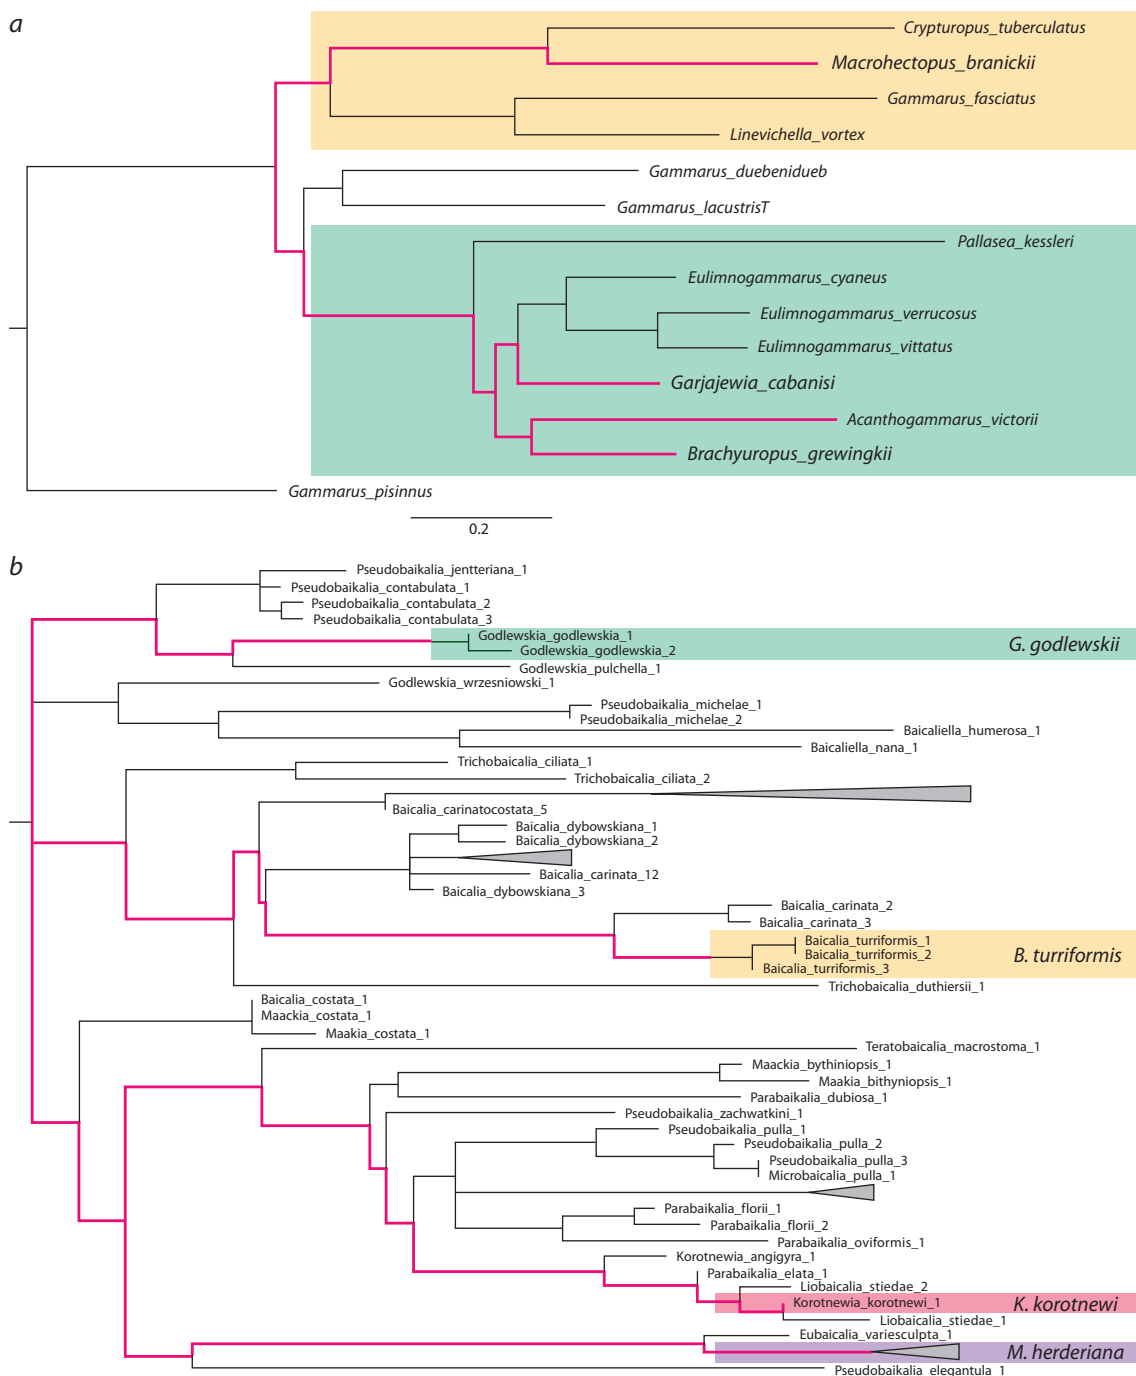 a
Crypturopus_tuberculatus
Macrohectopus_branickii
Gammarus_fasciatus
Linevichella_vortex
Gammarus_duebenidueb
Gammarus_lacustrisT
Pallasea_kessleri
Eulimnogammarus_cyaneus
Eulimnogammarus_verrucosus
Eulimnogammarus_vittatus
Garjajewia_cabanisi
Acanthogammarus_victorii
Brachyuropus_grewingkii
Gammarus_pisinnus
0.2
b
Pseudobaikalia_jentteriana_1
Pseudobaikalia_contabulata_1
Pseudobaikalia_contabulata_2
Pseudobaikalia_contabulata_3
Godlewskia_godlewskia_1
G. godlewskii
Godlewskia_godlewskia_2
Godlewskia_pulchella_1
Godlewskia_wrzesniowski_1
Pseudobaikalia_michelae_1
Pseudobaikalia_michelae_2
Baicaliella_humerosa_1
Baicaliella_nana_1
Trichobaicalia_ciliata_1
Trichobaicalia_ciliata_2
Baicalia_carinatocostata_5
Baicalia_dybowskiana_1
Baicalia_dybowskiana_2
Baicalia_carinata_12
Baicalia_dybowskiana_3
Baicalia_carinata_2
Baicalia_carinata_3
Baicalia_turriformis_1
Baicalia_turriformis_2
B. turriformis
Baicalia_turriformis_3
Trichobaicalia_duthiersii_1
Baicalia_costata_1
Maackia_costata_1
Maakia_costata_1
Teratobaicalia_macrostoma_1
Maackia_bythiniopsis_1
Maakia_bithyniopsis_1
Parabaikalia_dubiosa_1
Pseudobaikalia_zachwatkini_1
Pseudobaikalia_pulla_1
Pseudobaikalia_pulla_2
Pseudobaikalia_pulla_3
Microbaicalia_pulla_1
Parabaikalia_florii_1
Parabaikalia_florii_2
Parabaikalia_oviformis_1
Korotnewia_angigyra_1
Parabaikalia_elata_1
Liobaicalia_stiedae_2
Korotnewia_korotnewi_1
K. korotnewi
Liobaicalia_stiedae_1
Eubaicalia_variesculpta_1
M. herderiana
Pseudobaikalia_elegantula_1